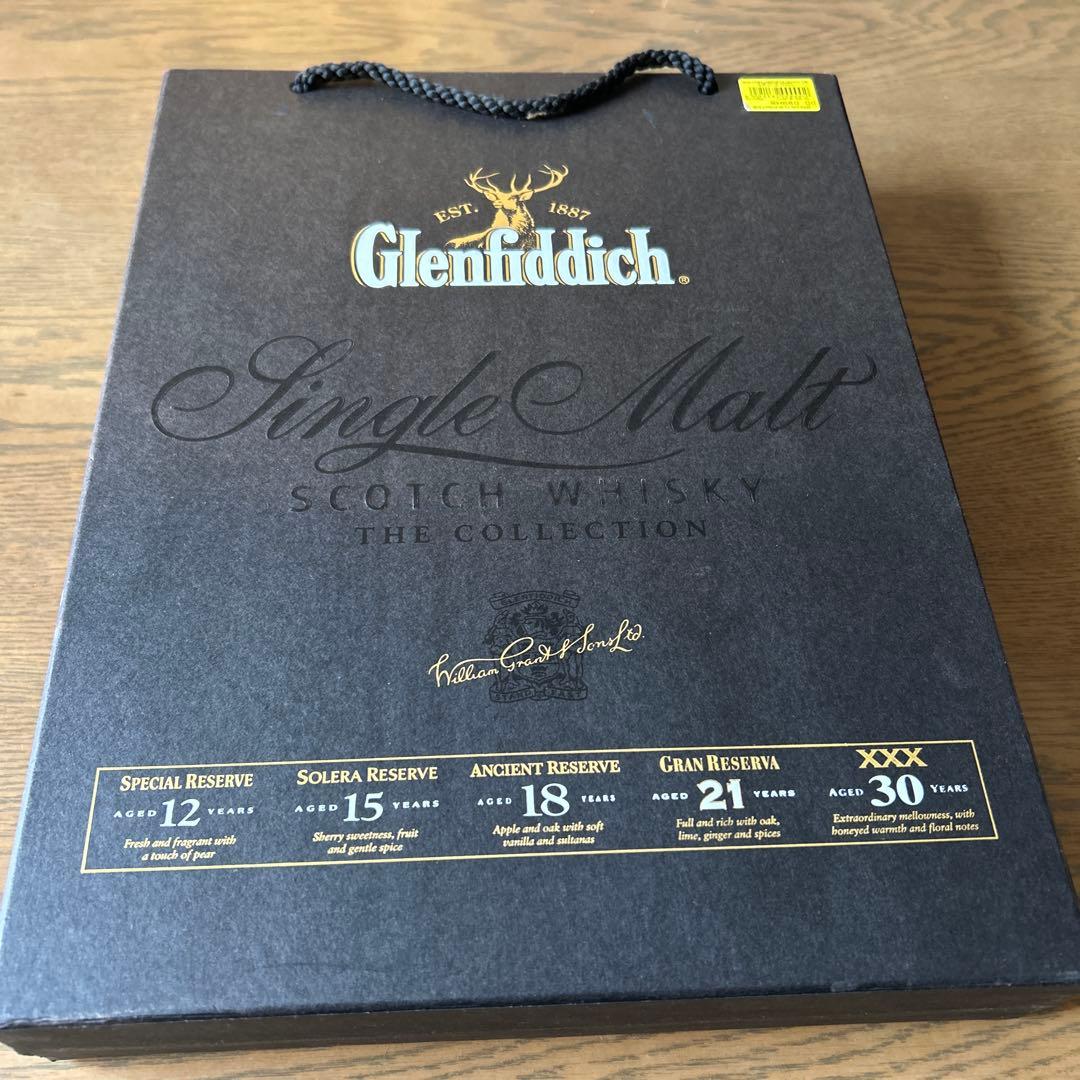 EST. 1887
Glenfiddich®
Single Malt
SCOTCH WHISKY
THE COLLECTION
GLENFIDDICH
William Grant & Sons Ltd.
STAND FAST
SPECIAL RESERVE
AGED 12 YEARS
Fresh and fragrant with
a touch of pear
SOLERA RESERVE
AGED 15 YEARS
Sherry sweetness, fruit
and gentle spice
ANCIENT RESERVE
AGED 18 YEARS
Apple and oak with soft
vanilla and sultanas
GRAN RESERVA
AGED 21 YEARS
Full and rich with oak,
lime, ginger and spices
XXX
AGED 30 YEARS
Extraordinary mellowness, with
honeyed warmth and floral notes